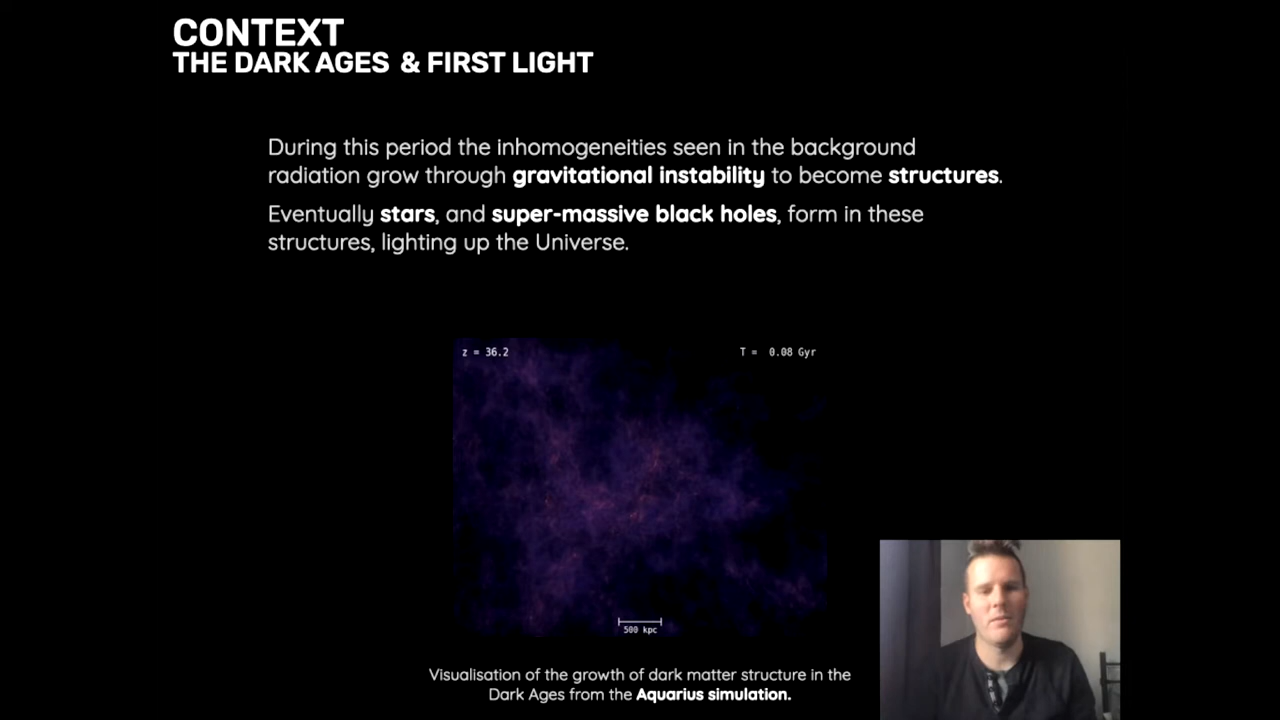 CONTEXT
THE DARK AGES & FIRST LIGHT
During this period the inhomogeneities seen in the background
radiation grow through gravitational instability to become structures.
Eventually stars, and super-massive black holes, form in these
structures, lighting up the Universe.
z = 36.2
T = 0.08 Gyr
500 kpc
Visualisation of the growth of dark matter structure in the
Dark Ages from the Aquarius simulation.